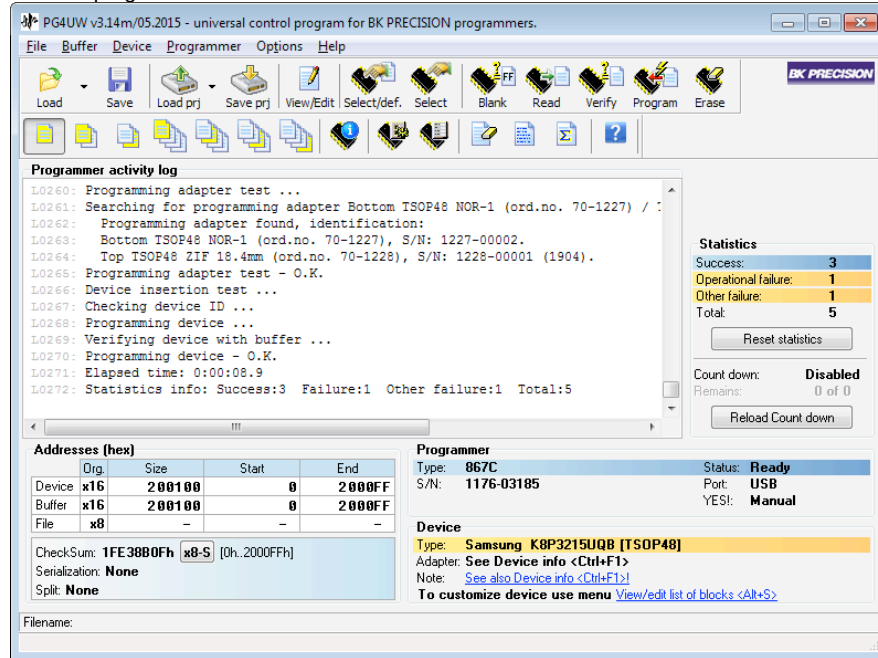 PG4UW v3.14m/05.2015 - universal control program for BK PRECISION programmers.
File Buffer Device Programmer Options Help
Load Save Load prj Save prj View/Edit Select/def. Select Blank Read Verify Program Erase
BK PRECISION
Programmer activity log
L0260: Programming adapter test ...
L0261: Searching for programming adapter Bottom TSOP48 NOR-1 (ord.no. 70-1227) /
L0262: Programming adapter found, identification:
L0263: Bottom TSOP48 NOR-1 (ord.no. 70-1227), S/N: 1227-00002.
L0264: Top TSOP48 ZIF 18.4mm (ord.no. 70-1228), S/N: 1228-00001 (1904).
L0265: Programming adapter test - O.K.
L0266: Device insertion test ...
L0267: Checking device ID ...
L0268: Programming device ...
L0269: Verifying device with buffer ...
L0270: Programming device - O.K.
L0271: Elapsed time: 0:00:08.9
L0272: Statistics info: Success:3 Failure:1 Other failure:1 Total:5
Statistics
Success: 3
Operational failure: 1
Other failure: 1
Total: 5
Reset statistics
Count down: Disabled
Remains: 0 of 0
Reload Count down
Addresses (hex)
Org. Size Start End
Device x16 200100 0 2000FF
Buffer x16 200100 0 2000FF
File x8 - - -
CheckSum: 1FE38B0Fh x8-S [0h..2000FFh]
Serialization: None
Split: None
Programmer
Type: 867C Status: Ready
S/N: 1176-03185 Port: USB
YES!: Manual
Device
Type: Samsung K8P3215UQB [TSOP48]
Adapter: See Device info <Ctrl+F1>
Note: See also Device info <Ctrl+F1>!
To customize device use menu View/edit list of blocks <Alt+S>
Filename: